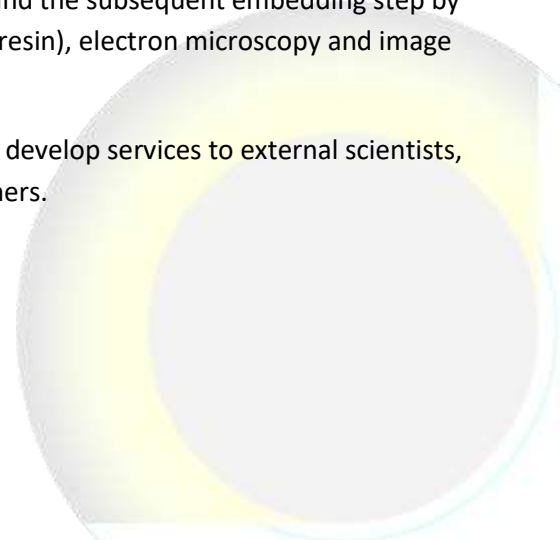 nd the subsequent embedding step by
resin), electron microscopy and image
develop services to external scientists,
ners.